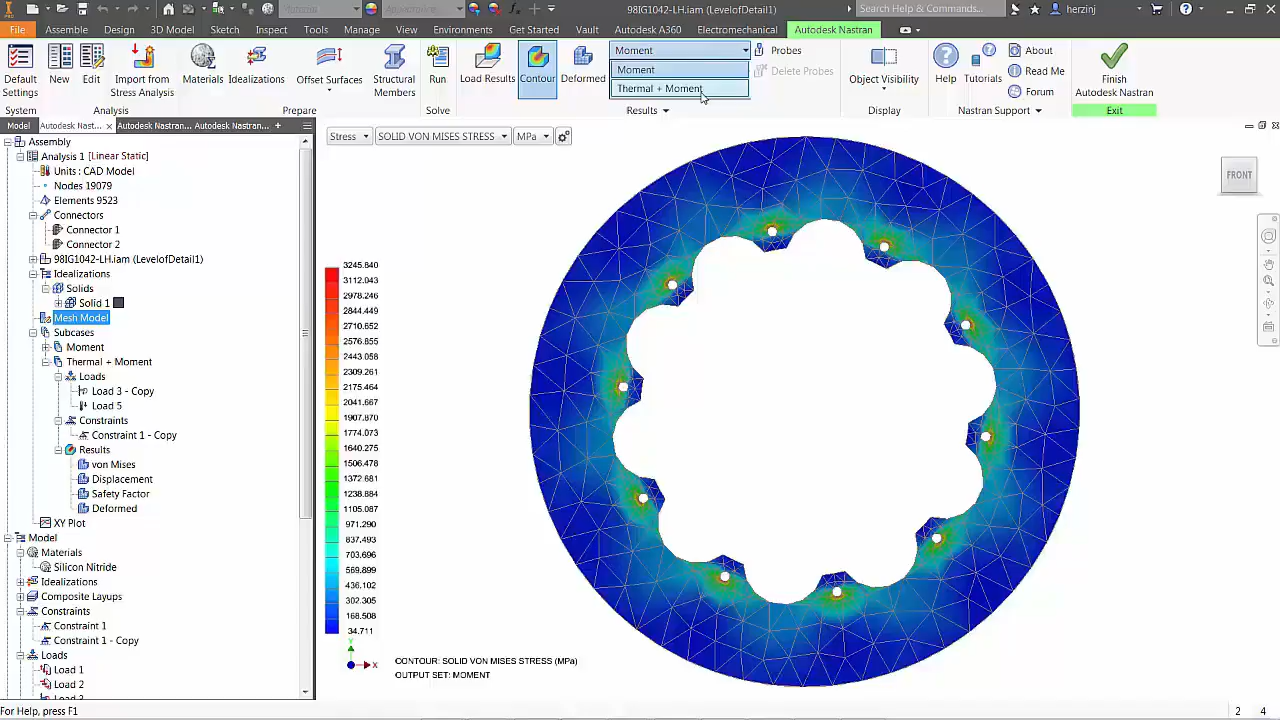 98IG1042-LH.iam (LevelofDetail1)
Search Help & Commands...
herzinj
File
Assembly
Design
3D Model
Sketch
Inspect
Tools
Manage
View
Environments
Get Started
Vault
Autodesk A360
Electromechanical
Autodesk Nastran
Default Settings
New
Edit
Import from Stress Analysis
Materials
Idealizations
Offset Surfaces
Structural Members
Run
Load Results
Contour
Deformed
Moment
Moment
Thermal + Moment
Probes
Delete Probes
Object Visibility
Help
Tutorials
About
Read Me
Forum
Finish Autodesk Nastran
System
Analysis
Prepare
Solve
Results
Display
Nastran Support
Exit
Model
Autodesk Nast...
Autodesk Nastran...
Autodesk Nastran...
Assembly
Analysis 1 [Linear Static]
Units : CAD Model
Nodes 19079
Elements 9523
Connectors
Connector 1
Connector 2
98IG1042-LH.iam (LevelofDetail1)
Idealizations
Solids
Solid 1
Mesh Model
Subcases
Moment
Thermal + Moment
Loads
Load 3 - Copy
Load 5
Constraints
Constraint 1 - Copy
Results
von Mises
Displacement
Safety Factor
Deformed
XY Plot
Model
Materials
Silicon Nitride
Idealizations
Composite Layups
Constraints
Constraint 1
Constraint 1 - Copy
Loads
Load 1
Load 2
Stress
SOLID VON MISES STRESS
MPa
FRONT
3245.840
3112.043
2978.246
2844.449
2710.652
2576.855
2443.058
2309.261
2175.464
2041.667
1907.870
1774.073
1640.275
1506.478
1372.681
1238.884
1105.087
971.290
837.493
703.696
569.899
436.102
302.305
168.508
34.711
Y
X
CONTOUR: SOLID VON MISES STRESS (MPa)
OUTPUT SET: MOMENT
For Help, press F1
2 4